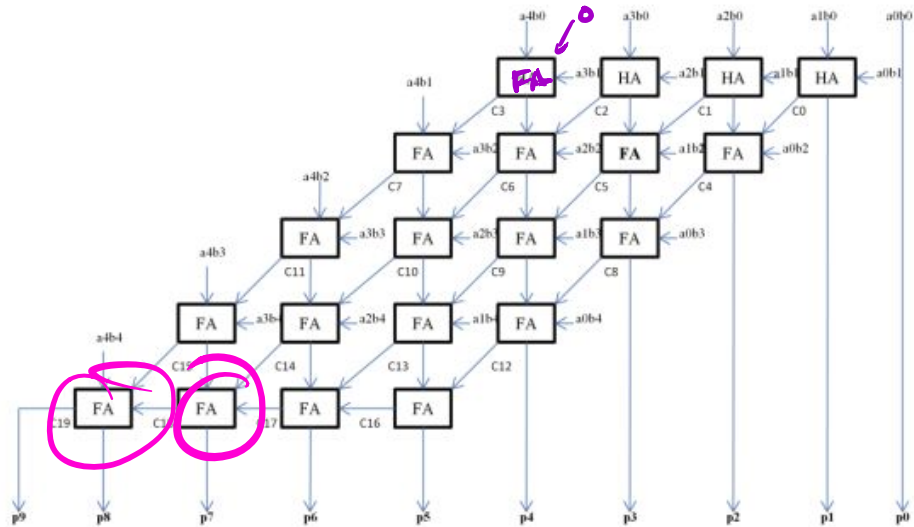 a4b0 0 a3b0 a2b0 a1b0 a0b0
FA a3b1 HA a2b1 HA a1b1 HA a0b1
a4b1
C3 C2 C1 C0
FA a3b2 FA a2b2 FA a1b2 FA a0b2
a4b2
C7 C6 C5 C4
FA a3b3 FA a2b3 FA a1b3 FA a0b3
a4b3
C11 C10 C9 C8
FA a3b4 FA a2b4 FA a1b4 FA a0b4
a4b4
C14 C13 C12
FA FA FA FA
C19 C17 C16
p9 p8 p7 p6 p5 p4 p3 p2 p1 p0